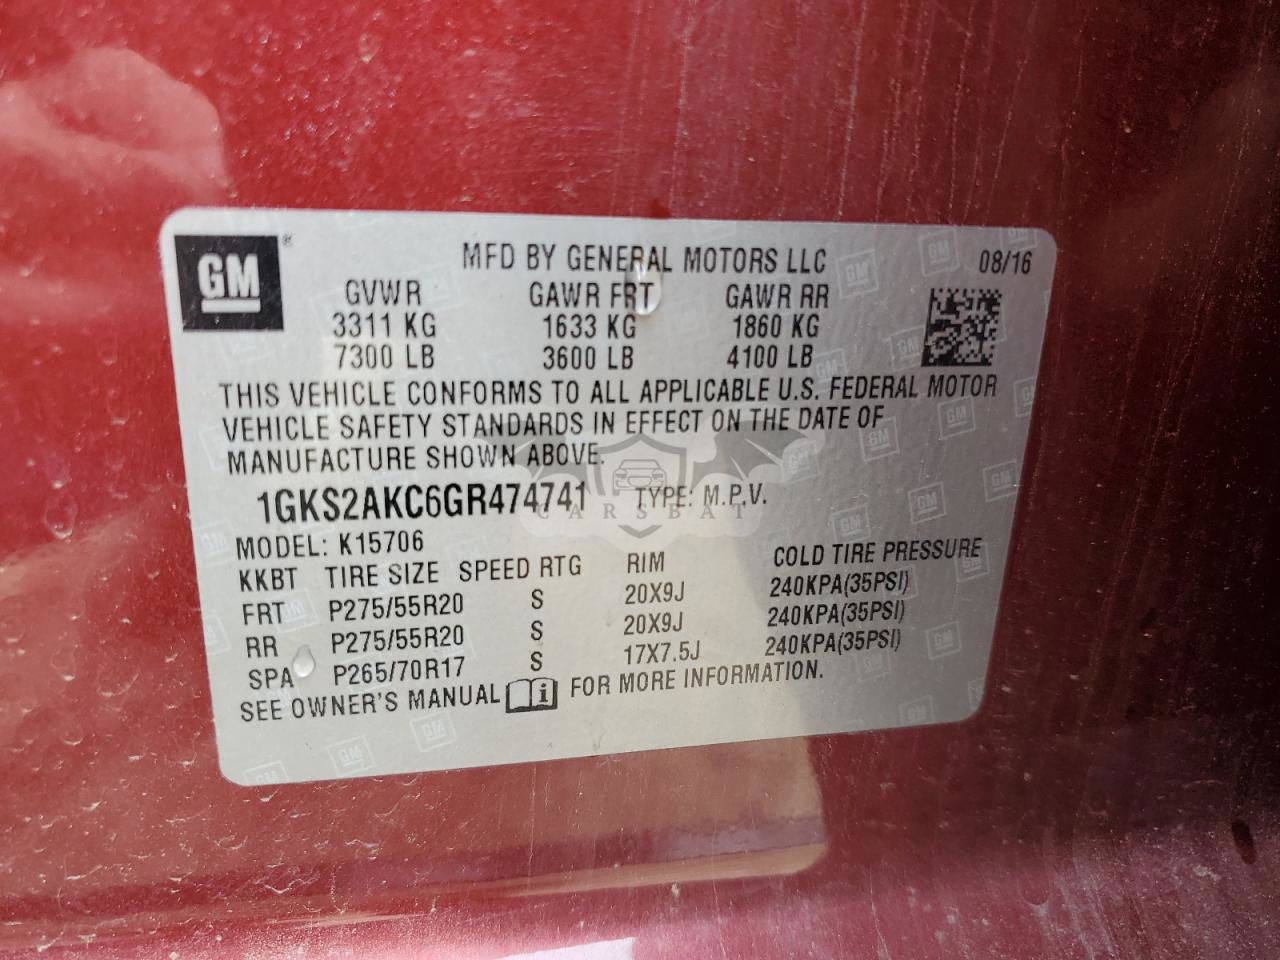 GM ®
MFD BY GENERAL MOTORS LLC 08/16
GVWR GAWR FRT GAWR RR
3311 KG 1633 KG 1860 KG
7300 LB 3600 LB 4100 LB
THIS VEHICLE CONFORMS TO ALL APPLICABLE U.S. FEDERAL MOTOR
VEHICLE SAFETY STANDARDS IN EFFECT ON THE DATE OF
MANUFACTURE SHOWN ABOVE.
1GKS2AKC6GR474741 TYPE: M.P.V.
CARSBAT
MODEL: K15706
KKBT TIRE SIZE SPEED RTG RIM COLD TIRE PRESSURE
FRT P275/55R20 S 20X9J 240KPA(35PSI)
RR P275/55R20 S 20X9J 240KPA(35PSI)
SPA P265/70R17 S 17X7.5J 240KPA(35PSI)
SEE OWNER'S MANUAL i FOR MORE INFORMATION.